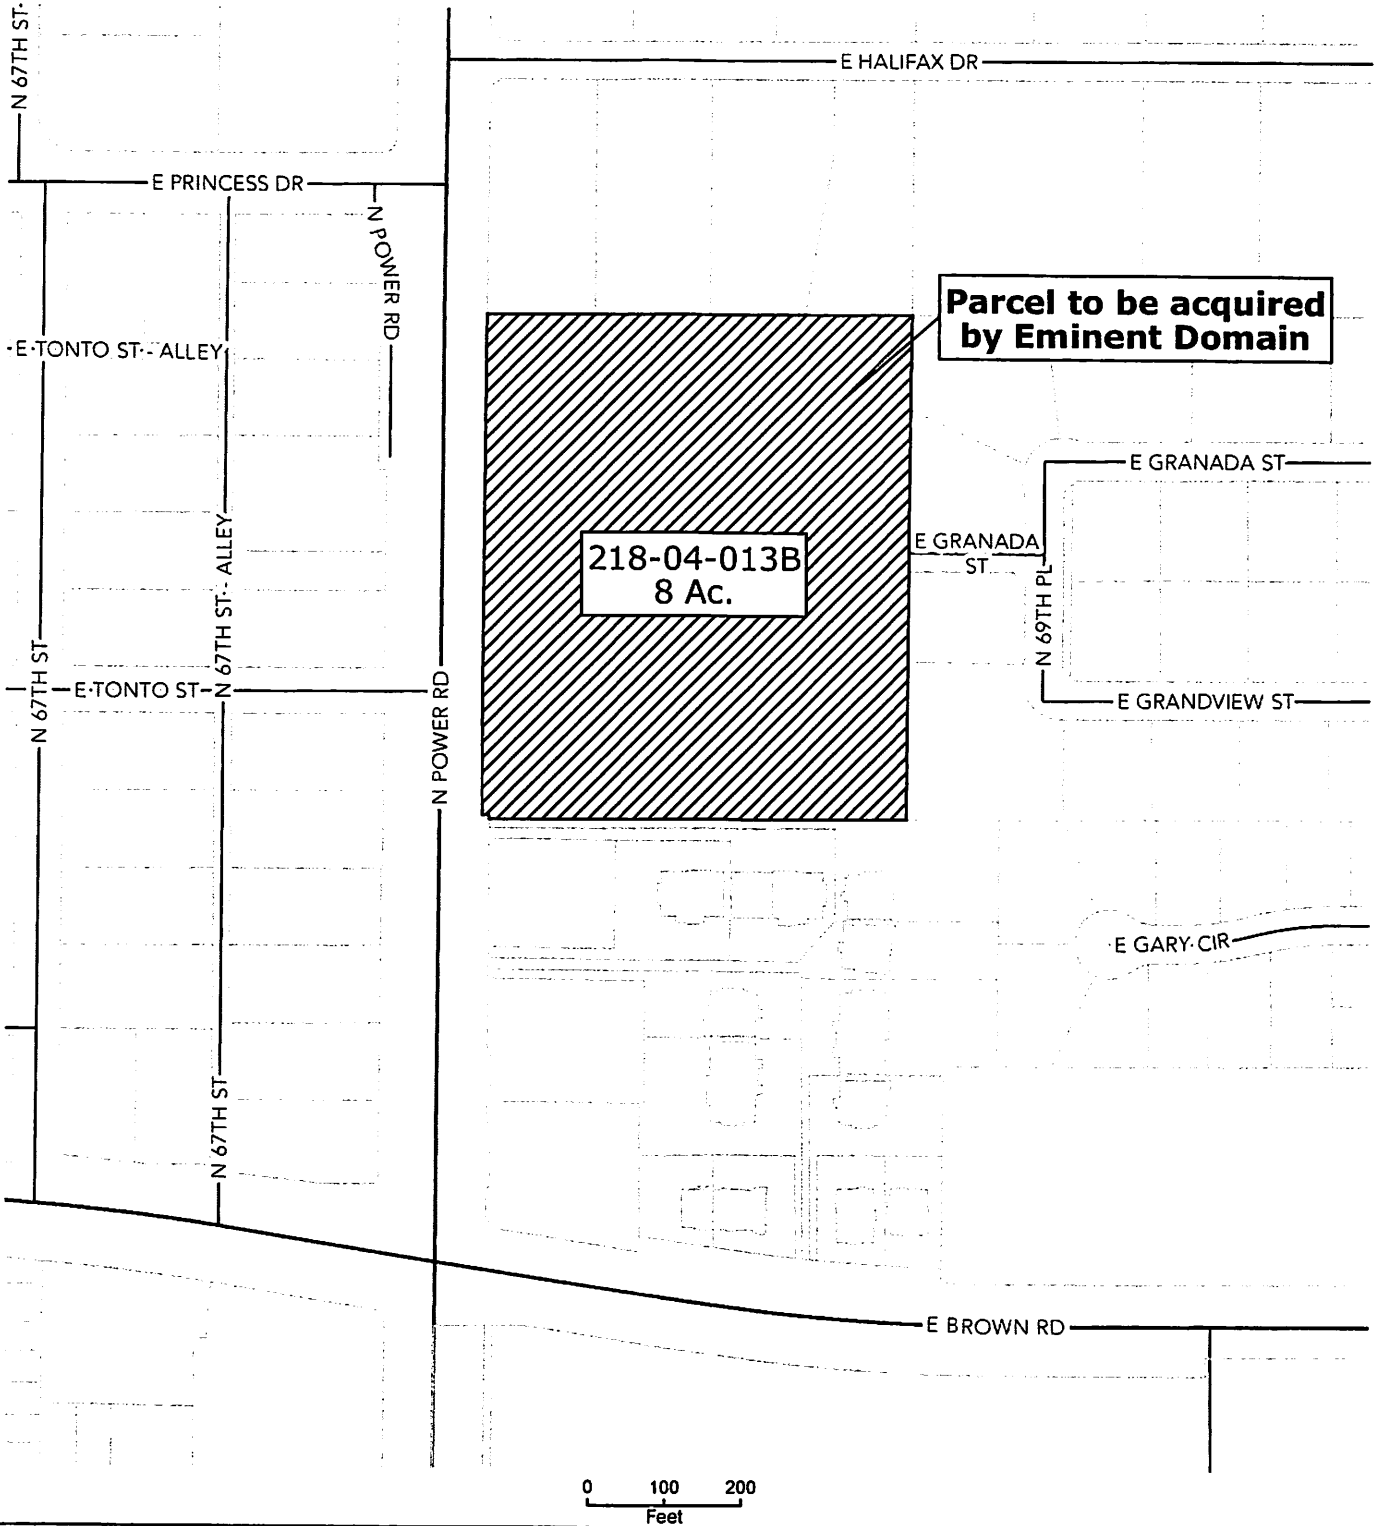 N 67TH ST
E HALIFAX DR
E PRINCESS DR
N POWER RD
Parcel to be acquired
by Eminent Domain
E TONTO ST - ALLEY
E GRANADA ST
N 67TH ST - ALLEY
218-04-013B
8 Ac.
E GRANADA
ST
N 69TH PL
N 67TH ST
E TONTO ST
N POWER RD
E GRANDVIEW ST
E GARY CIR
N 67TH ST
E BROWN RD
0 100 200
Feet